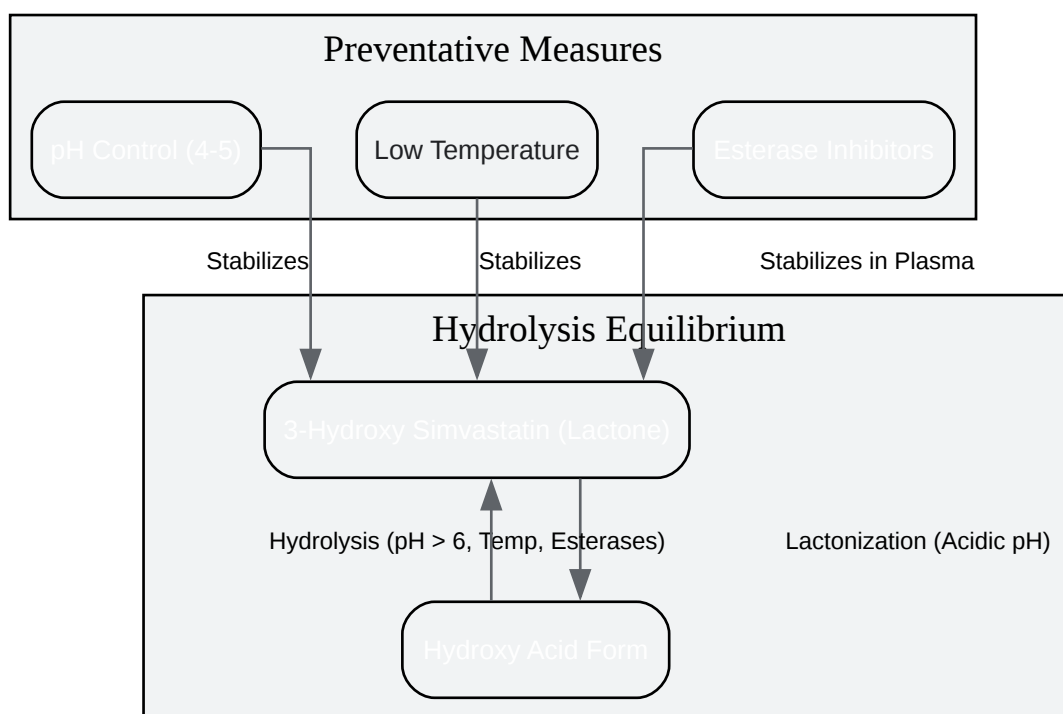 Preventative Measures
pH Control (4-5)
Low Temperature
Esterase Inhibitors
Stabilizes
Stabilizes
Stabilizes in Plasma
Hydrolysis Equilibrium
3-Hydroxy Simvastatin (Lactone)
Hydrolysis (pH > 6, Temp, Esterases)
Lactonization (Acidic pH)
Hydroxy Acid Form